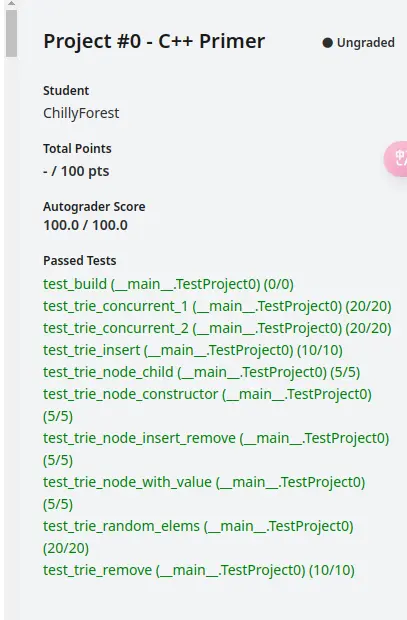 Project #0 - C++ Primer
● Ungraded
Student
ChillyForest
Total Points
- / 100 pts
Autograder Score
100.0 / 100.0
Passed Tests
test_build (__main__.TestProject0) (0/0)
test_trie_concurrent_1 (__main__.TestProject0) (20/20)
test_trie_concurrent_2 (__main__.TestProject0) (20/20)
test_trie_insert (__main__.TestProject0) (10/10)
test_trie_node_child (__main__.TestProject0) (5/5)
test_trie_node_constructor (__main__.TestProject0)
(5/5)
test_trie_node_insert_remove (__main__.TestProject0)
(5/5)
test_trie_node_with_value (__main__.TestProject0)
(5/5)
test_trie_random_elems (__main__.TestProject0)
(20/20)
test_trie_remove (__main__.TestProject0) (10/10)